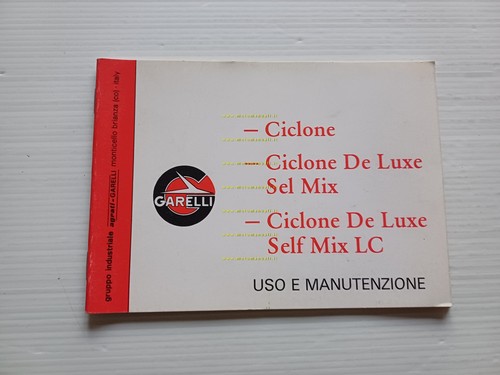 — Ciclone
— Ciclone De Luxe
Sel Mix
— Ciclone De Luxe
Self Mix LC
USO E MANUTENZIONE
GARELLI
gruppo industriale agrati-GARELLI monticello brianza (co) - italy